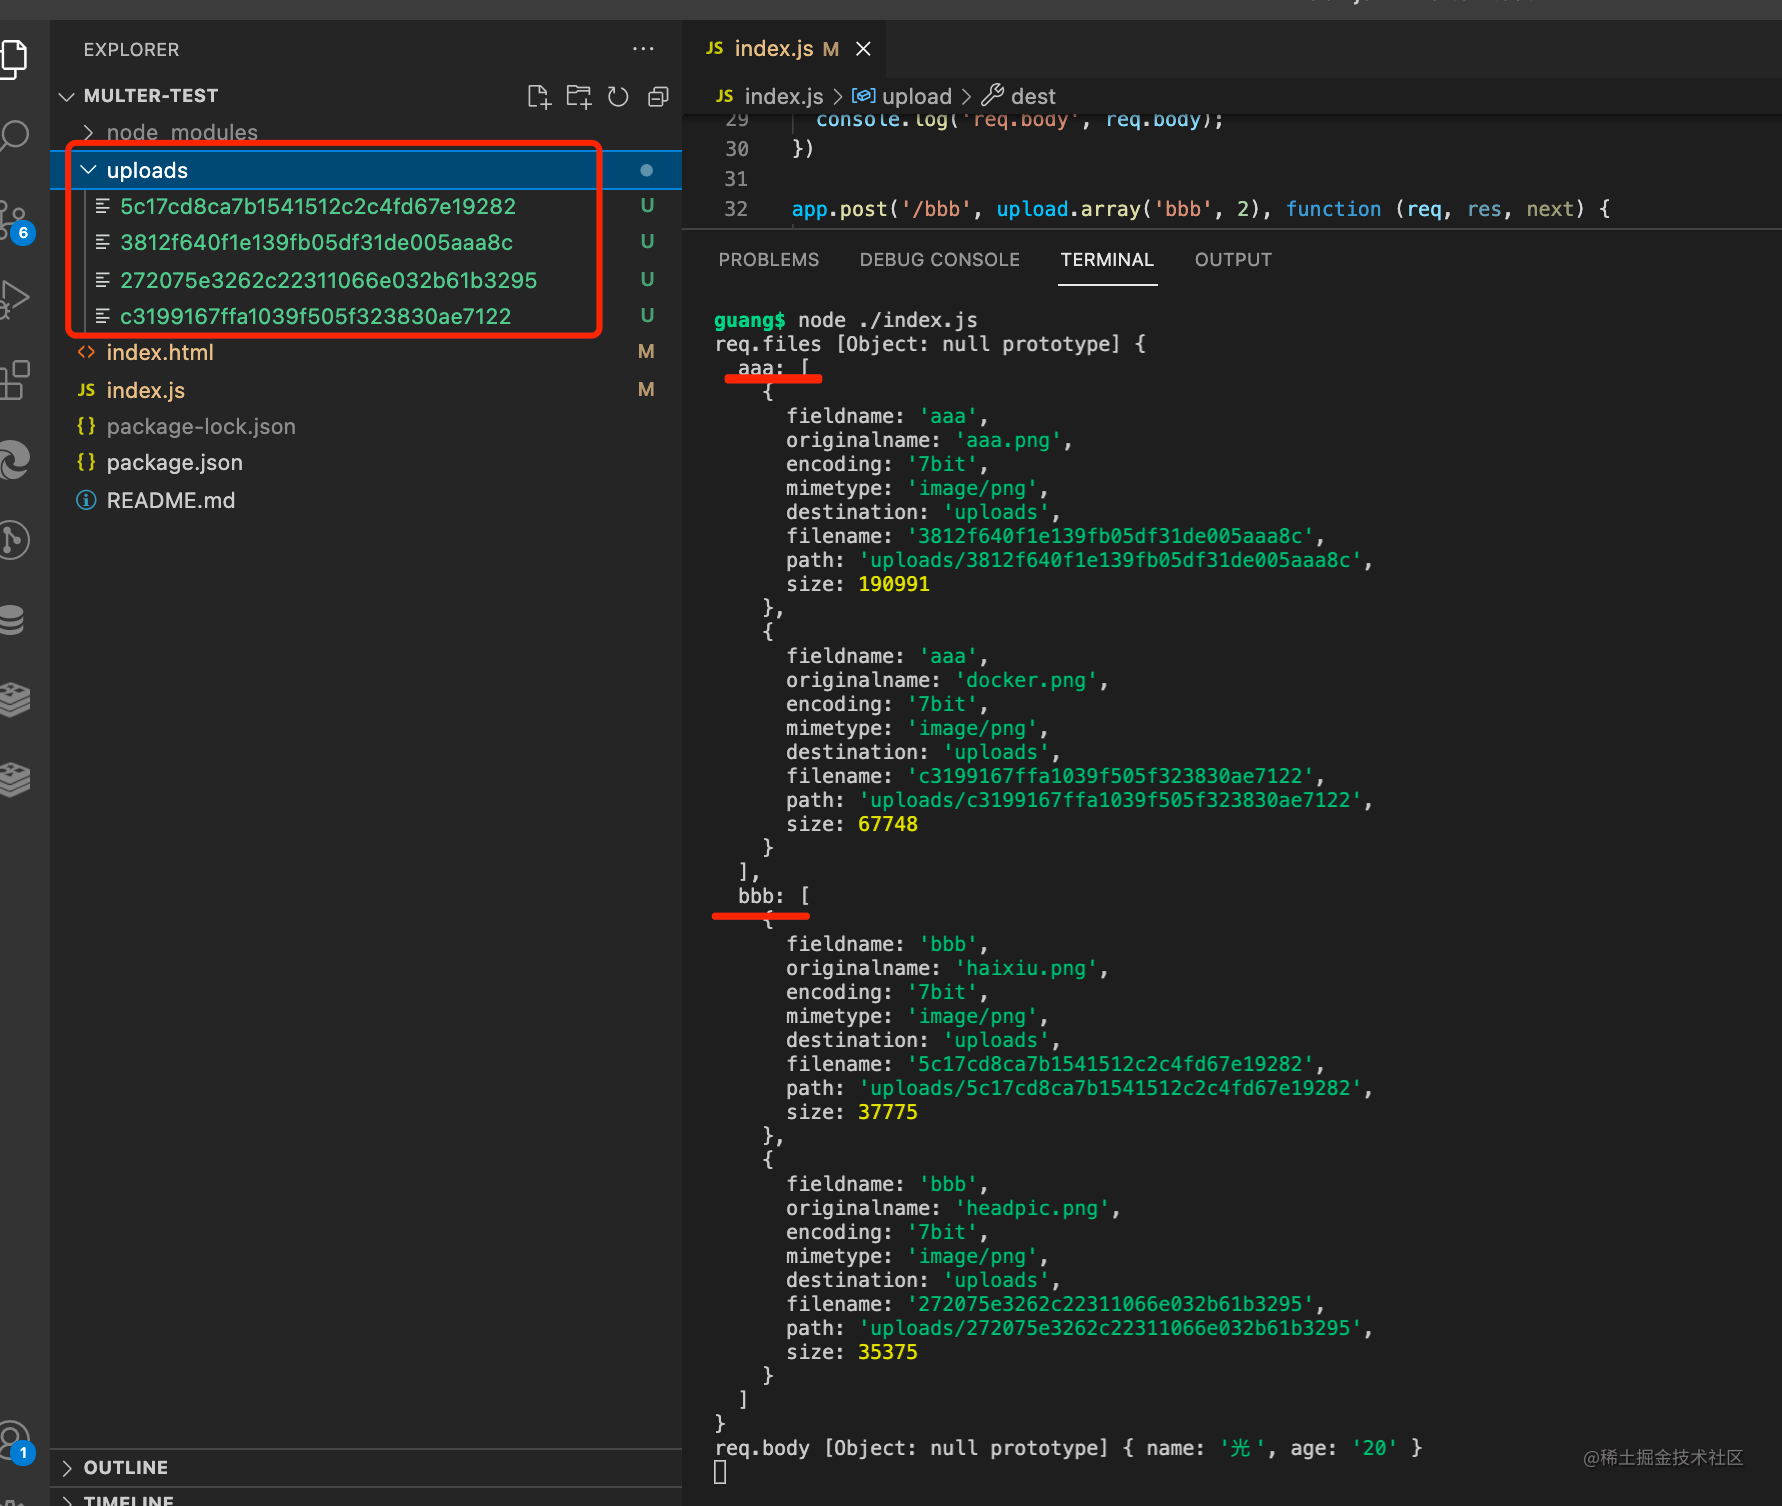 EXPLORER
MULTER-TEST
node_modules
uploads
5c17cd8ca7b1541512c2c4fd67e19282 U
3812f640f1e139fb05df31de005aaa8c U
272075e3262c22311066e032b61b3295 U
c3199167ffa1039f505f323830ae7122 U
index.html M
JS index.js M
{} package-lock.json
{} package.json
README.md
6
1
OUTLINE
TIMELINE
JS index.js M
JS index.js > upload > dest
29 console.log('req.body', req.body);
30 })
31
32 app.post('/bbb', upload.array('bbb', 2), function (req, res, next) {
PROBLEMS DEBUG CONSOLE TERMINAL OUTPUT
guang$ node ./index.js
req.files [Object: null prototype] {
aaa: [
{
fieldname: 'aaa',
originalname: 'aaa.png',
encoding: '7bit',
mimetype: 'image/png',
destination: 'uploads',
filename: '3812f640f1e139fb05df31de005aaa8c',
path: 'uploads/3812f640f1e139fb05df31de005aaa8c',
size: 190991
},
{
fieldname: 'aaa',
originalname: 'docker.png',
encoding: '7bit',
mimetype: 'image/png',
destination: 'uploads',
filename: 'c3199167ffa1039f505f323830ae7122',
path: 'uploads/c3199167ffa1039f505f323830ae7122',
size: 67748
}
],
bbb: [
{
fieldname: 'bbb',
originalname: 'haixiu.png',
encoding: '7bit',
mimetype: 'image/png',
destination: 'uploads',
filename: '5c17cd8ca7b1541512c2c4fd67e19282',
path: 'uploads/5c17cd8ca7b1541512c2c4fd67e19282',
size: 37775
},
{
fieldname: 'bbb',
originalname: 'headpic.png',
encoding: '7bit',
mimetype: 'image/png',
destination: 'uploads',
filename: '272075e3262c22311066e032b61b3295',
path: 'uploads/272075e3262c22311066e032b61b3295',
size: 35375
}
]
}
req.body [Object: null prototype] { name: '光', age: '20' }
@稀土掘金技术社区